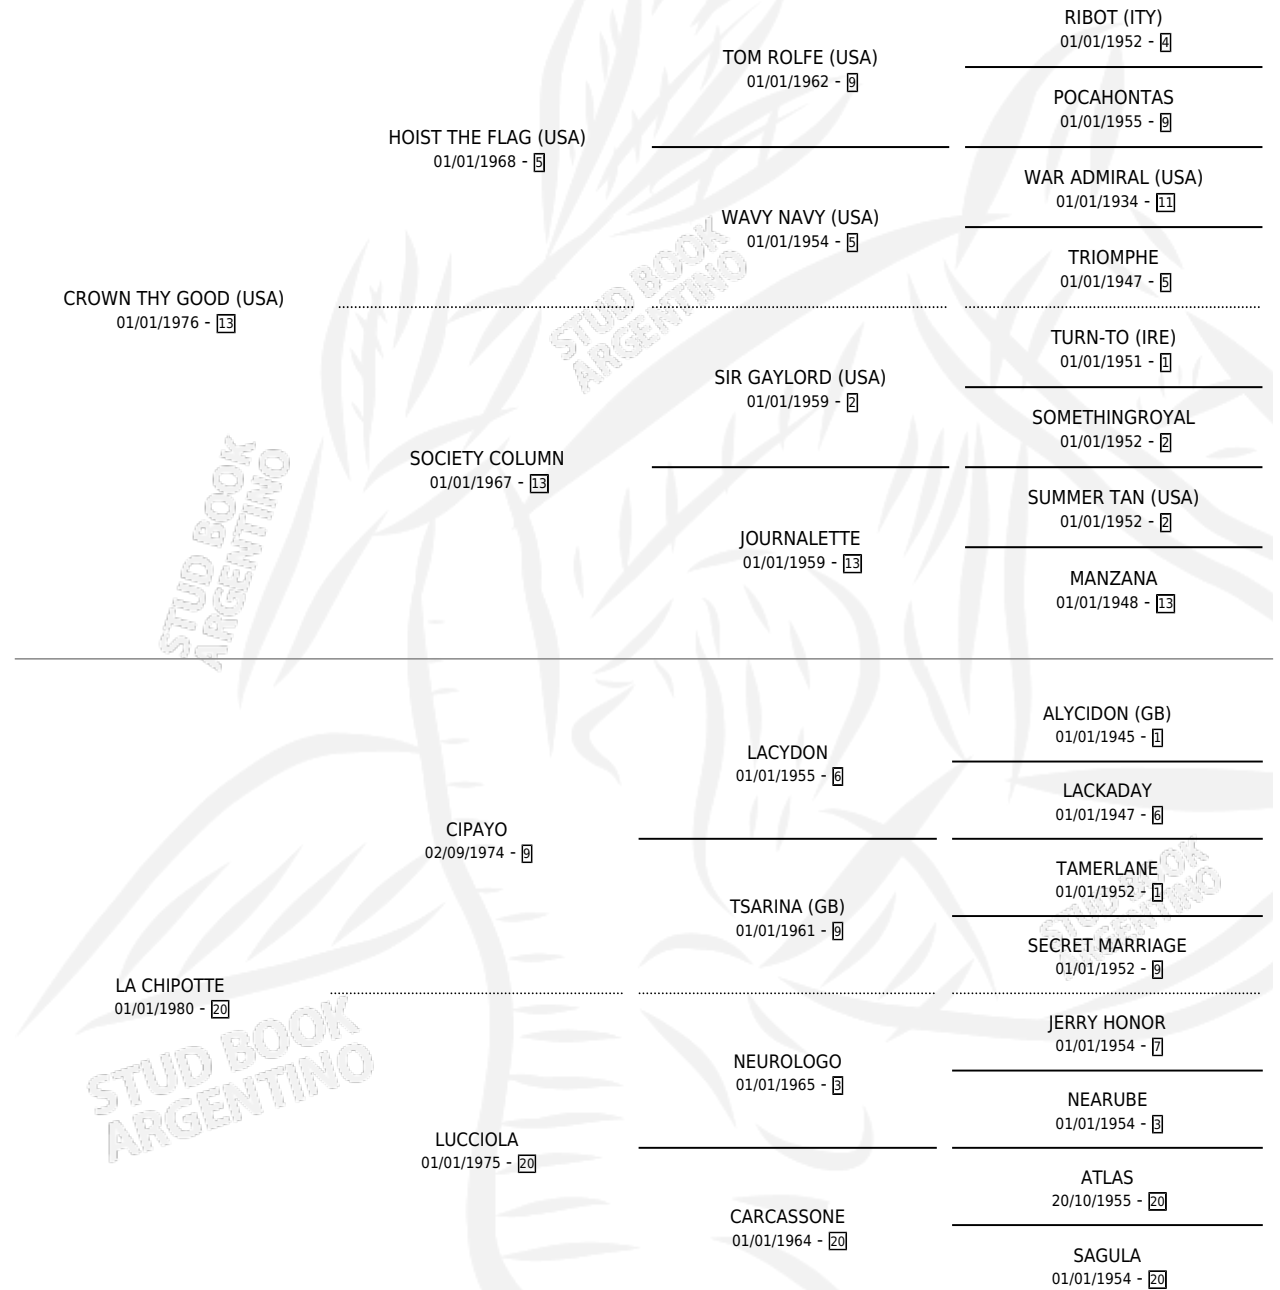 RIBOT (ITY)
01/01/1952 - 4
TOM ROLFE (USA)
01/01/1962 - 9
POCAHONTAS
01/01/1955 - 9
HOIST THE FLAG (USA)
01/01/1968 - 5
WAR ADMIRAL (USA)
01/01/1934 - 11
WAVY NAVY (USA)
01/01/1954 - 5
TRIOMPHE
01/01/1947 - 5
CROWN THY GOOD (USA)
01/01/1976 - 13
TURN-TO (IRE)
01/01/1951 - 1
SIR GAYLORD (USA)
01/01/1959 - 2
SOMETHINGROYAL
01/01/1952 - 2
SOCIETY COLUMN
01/01/1967 - 13
SUMMER TAN (USA)
01/01/1952 - 2
JOURNALETTE
01/01/1959 - 13
MANZANA
01/01/1948 - 13
ALYCIDON (GB)
01/01/1945 - 1
LACYDON
01/01/1955 - 6
LACKADAY
01/01/1947 - 6
CIPAYO
02/09/1974 - 9
TAMERLANE
01/01/1952 - 1
TSARINA (GB)
01/01/1961 - 9
SECRET MARRIAGE
01/01/1952 - 9
LA CHIPOTTE
01/01/1980 - 20
JERRY HONOR
01/01/1954 - 7
NEUROLOGO
01/01/1965 - 3
NEARUBE
01/01/1954 - 3
LUCCIOLA
01/01/1975 - 20
ATLAS
20/10/1955 - 20
CARCASSONE
01/01/1964 - 20
SAGULA
01/01/1954 - 20
STUD BOOK
ARGENTINO
STUD BOOK
ARGENTINO
STUD BOOK
ARGENTINO
STUD BOOK
ARGENTINO